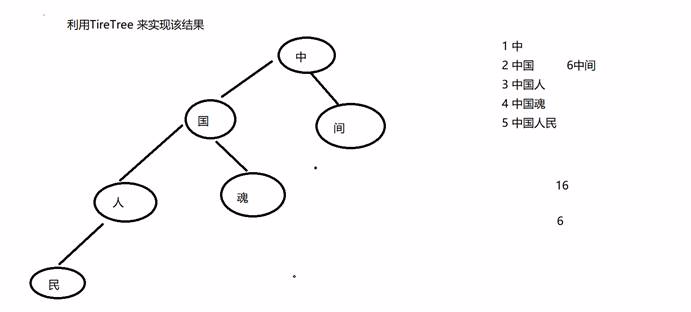 利用TireTree 来实现该结果
中
国
间
人
魂
民
1 中
2 中国 6中间
3 中国人
4 中国魂
5 中国人民
16
6